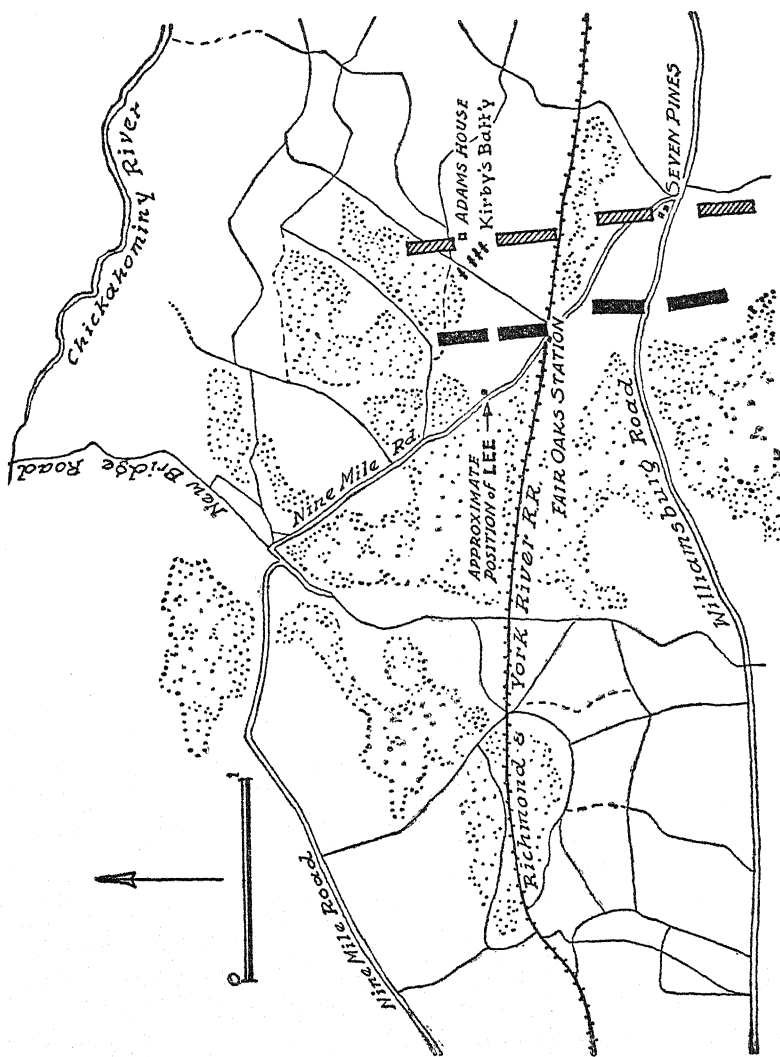 Chickahominy River
New Bridge Road
Nine Mile Rd.
ADAMS HOUSE
Kirby's Bat'y
SEVEN PINES
APPROXIMATE
POSITION of LEE
FAIR OAKS STATION
Richmond & York River R.R.
Williamsburg Road
Nine Mile Road
0 1